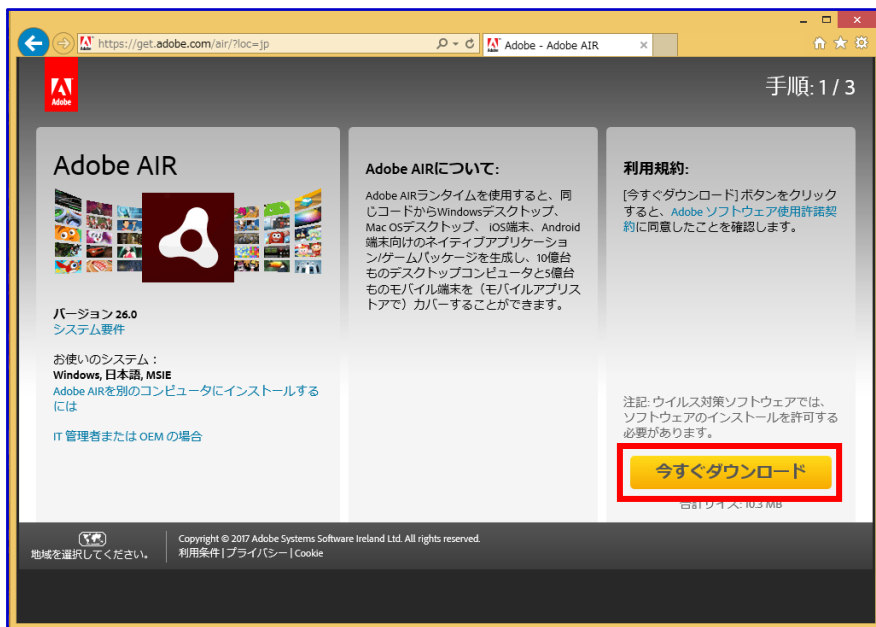 https://get.adobe.com/air/?loc=jp
Adobe - Adobe AIR
Adobe
手順: 1 / 3
Adobe AIR
バージョン 26.0
システム要件
お使いのシステム：
Windows, 日本語, MSIE
Adobe AIRを別のコンピュータにインストールする
には
IT 管理者または OEM の場合
Adobe AIRについて:
Adobe AIRランタイムを使用すると、同
じコードからWindowsデスクトップ、
Mac OSデスクトップ、 iOS端末、Android
端末向けのネイティブアプリケーショ
ン/ゲームパッケージを生成し、10億台
ものデスクトップコンピュータと5億台
ものモバイル端末を（モバイルアプリス
トアで）カバーすることができます。
利用規約:
[今すぐダウンロード] ボタンをクリック
すると、Adobe ソフトウェア使用許諾契
約に同意したことを確認します。
注記: ウイルス対策ソフトウェアでは、
ソフトウェアのインストールを許可する
必要があります。
今すぐダウンロード
合計サイズ: 10.3 MB
地域を選択してください。
Copyright © 2017 Adobe Systems Software Ireland Ltd. All rights reserved.
利用条件 | プライバシー | Cookie